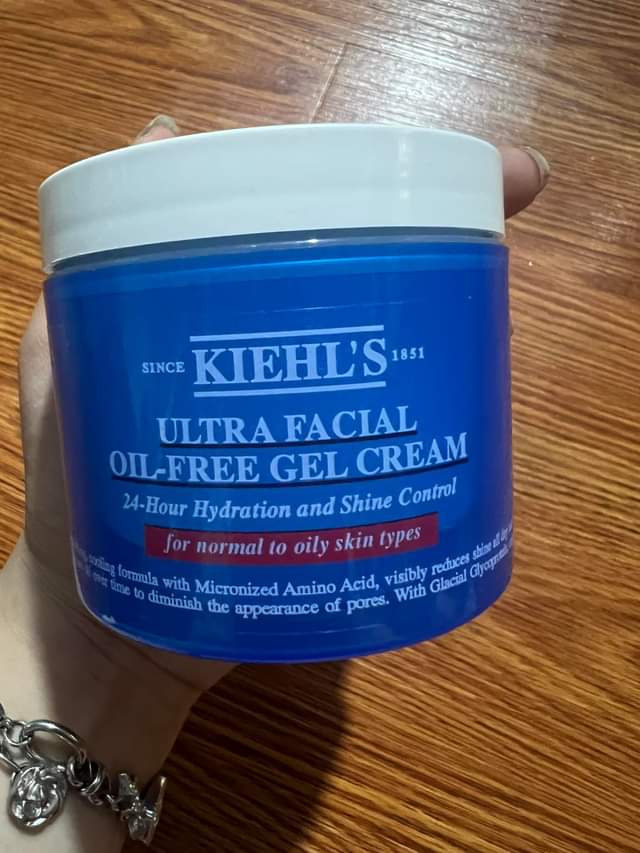 SINCE KIEHL'S 1851
ULTRA FACIAL
OIL-FREE GEL CREAM
24-Hour Hydration and Shine Control
for normal to oily skin types
formula with Micronized Amino Acid, visibly reduces shine
over time to diminish the appearance of pores. With Glacial